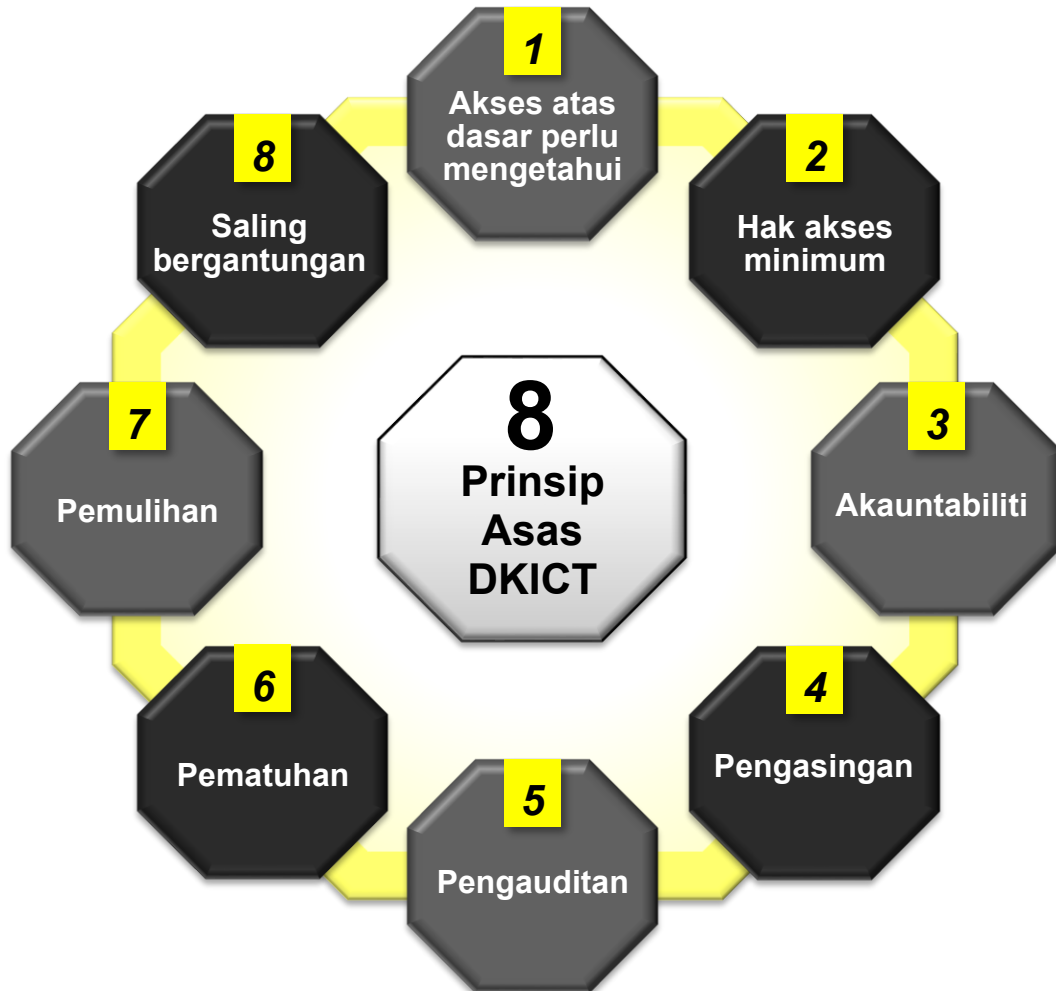 8
Prinsip
Asas
DKICT
1
Akses atas
dasar perlu
mengetahui
2
Hak akses
minimum
3
Akauntabiliti
4
Pengasingan
5
Pengauditan
6
Pematuhan
7
Pemulihan
8
Saling
bergantungan